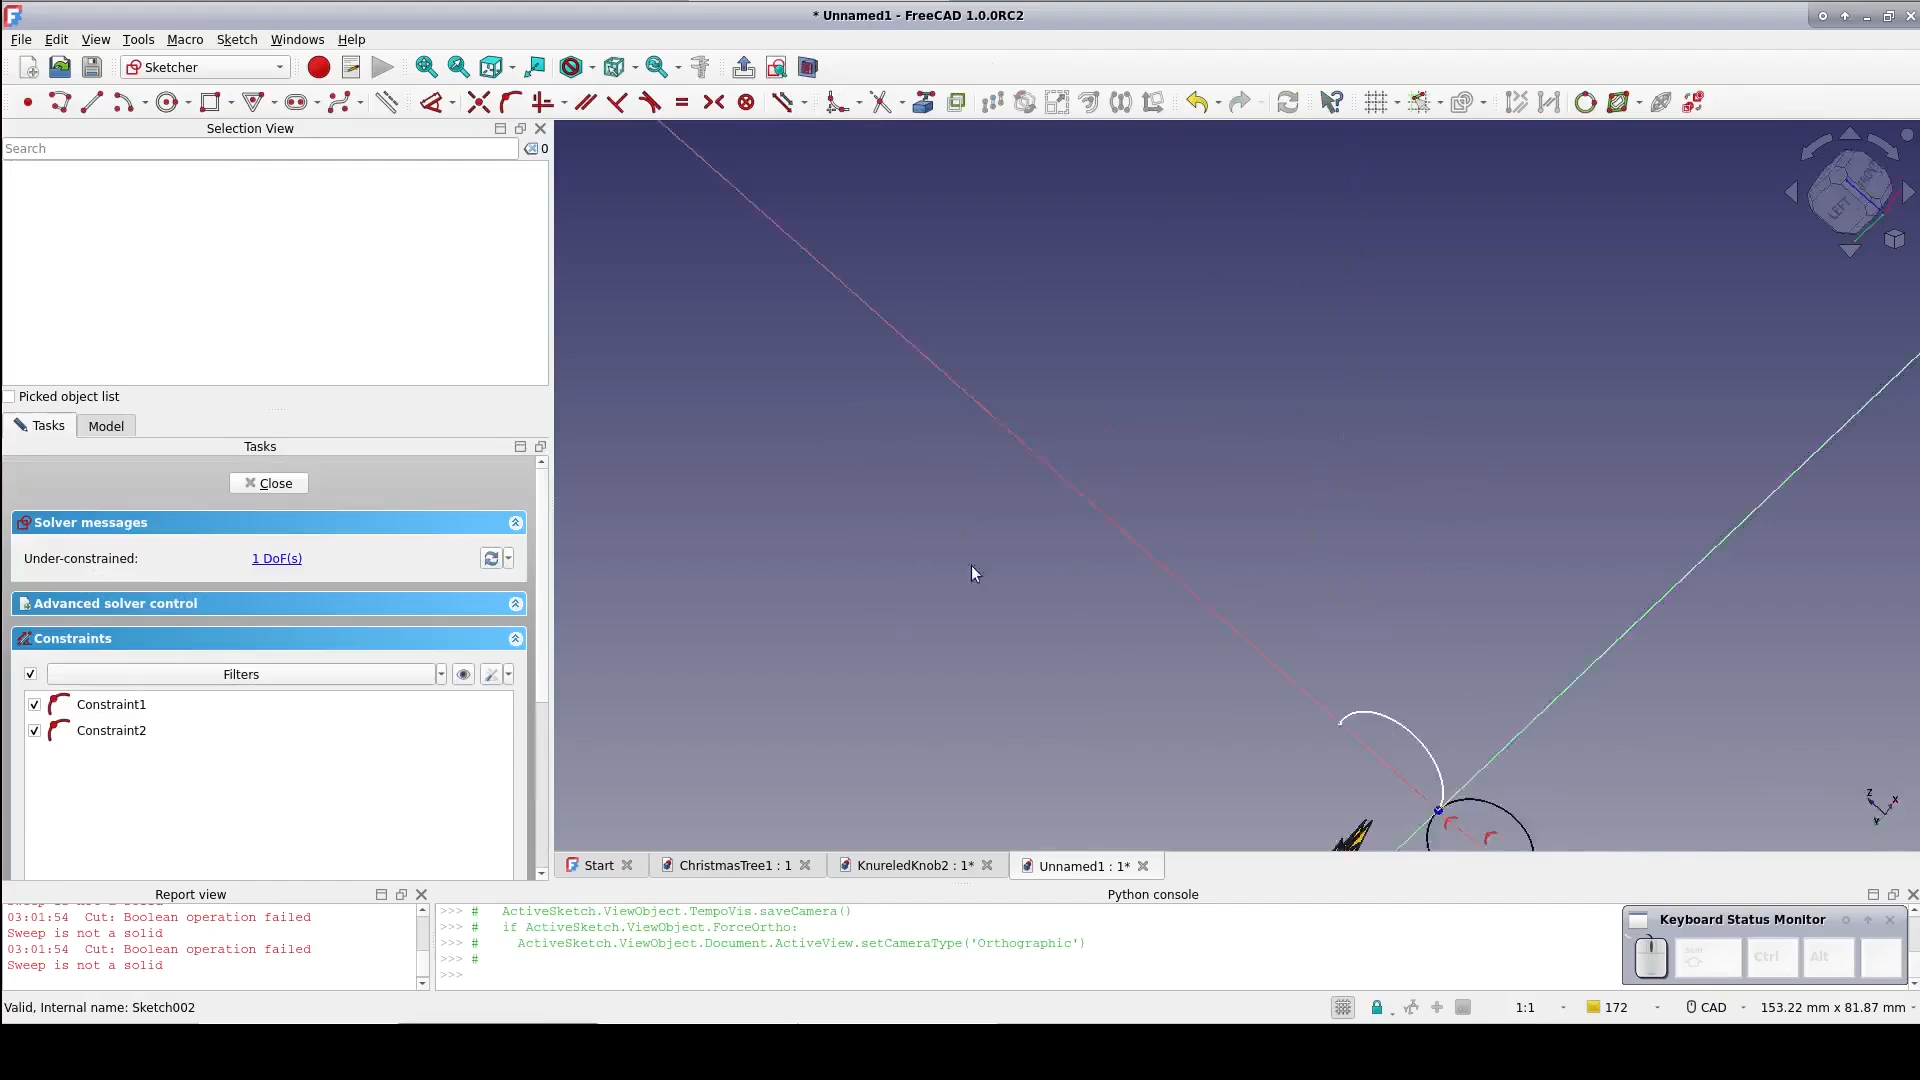 * Unnamed1 - FreeCAD 1.0.0RC2
File Edit View Tools Macro Sketch Windows Help
Sketcher
Selection View
Search
0
Picked object list
Tasks Model
Tasks
Close
Solver messages
Under-constrained: 1 DoF(s)
Advanced solver control
Constraints
Filters
Constraint1
Constraint2
LEFT
Z
X
Y
Start ChristmasTree1 : 1 KnureledKnob2 : 1* Unnamed1 : 1*
Report view
03:01:54 Cut: Boolean operation failed
Sweep is not a solid
03:01:54 Cut: Boolean operation failed
Sweep is not a solid
Python console
>>> # ActiveSketch.ViewObject.TempoVis.saveCamera()
>>> # if ActiveSketch.ViewObject.ForceOrtho:
>>> # ActiveSketch.ViewObject.Document.ActiveView.setCameraType('Orthographic')
>>> #
>>>
Keyboard Status Monitor
Shift
Ctrl Alt
Valid, Internal name: Sketch002
1:1 172 CAD 153.22 mm x 81.87 mm